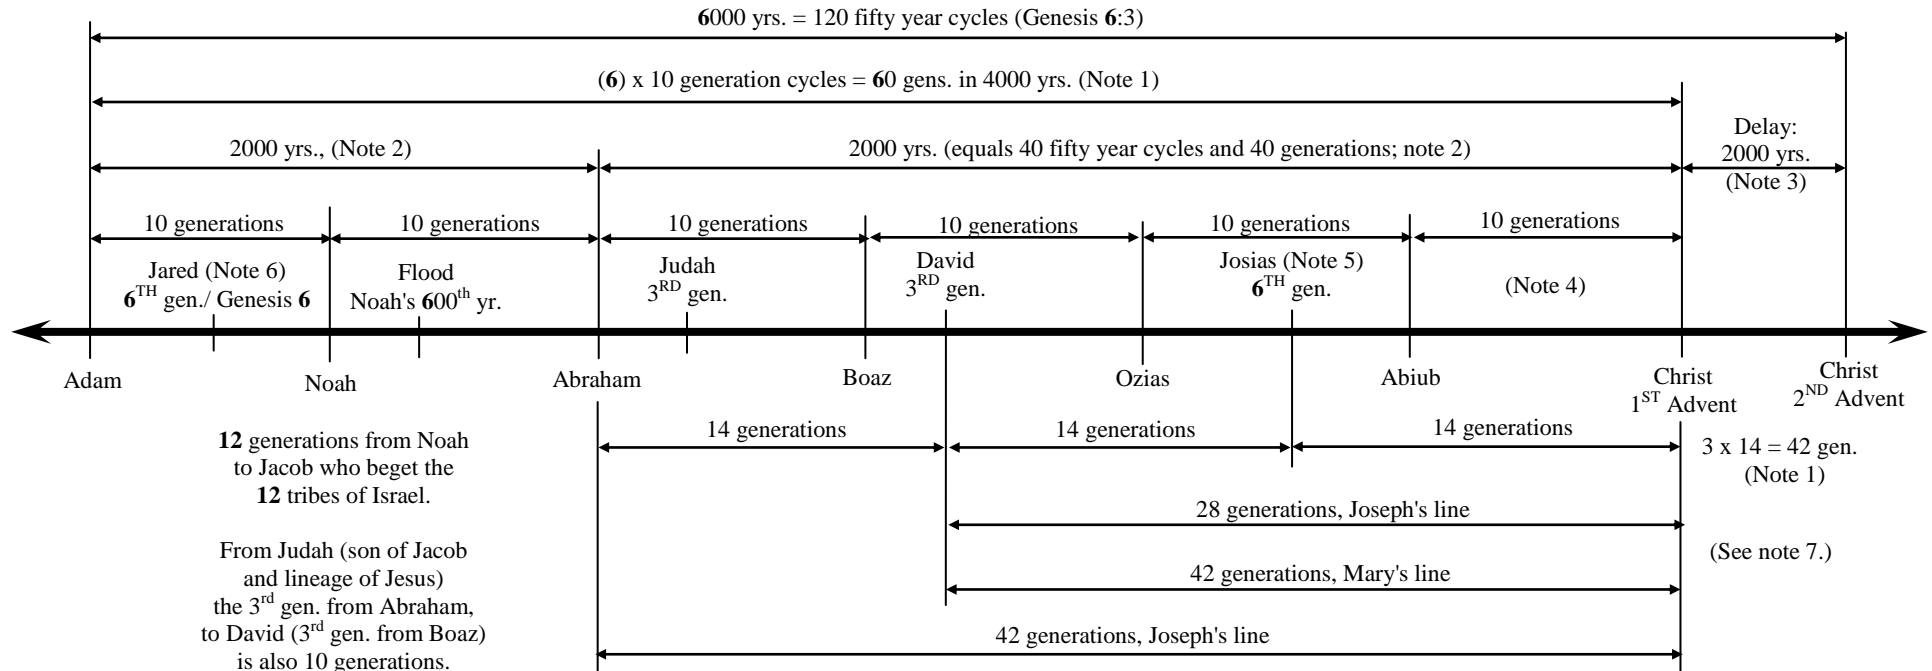 6000 yrs. = 120 fifty year cycles (Genesis 6:3)
(6) x 10 generation cycles = 60 gens. in 4000 yrs. (Note 1)
2000 yrs., (Note 2)
2000 yrs. (equals 40 fifty year cycles and 40 generations; note 2)
Delay:
2000 yrs.
(Note 3)
10 generations
10 generations
10 generations
10 generations
10 generations
10 generations
Jared (Note 6)
6TH gen./ Genesis 6
Flood
Noah's 600th yr.
Judah
3RD gen.
David
3RD gen.
Josias (Note 5)
6TH gen.
(Note 4)
Adam
Noah
Abraham
Boaz
Ozias
Abiub
Christ
1ST Advent
Christ
2ND Advent
12 generations from Noah
to Jacob who beget the
12 tribes of Israel.
14 generations
14 generations
14 generations
3 x 14 = 42 gen.
(Note 1)
28 generations, Joseph's line
From Judah (son of Jacob
and lineage of Jesus)
the 3rd gen. from Abraham,
to David (3rd gen. from Boaz)
is also 10 generations.
(See note 7.)
42 generations, Mary's line
42 generations, Joseph's line